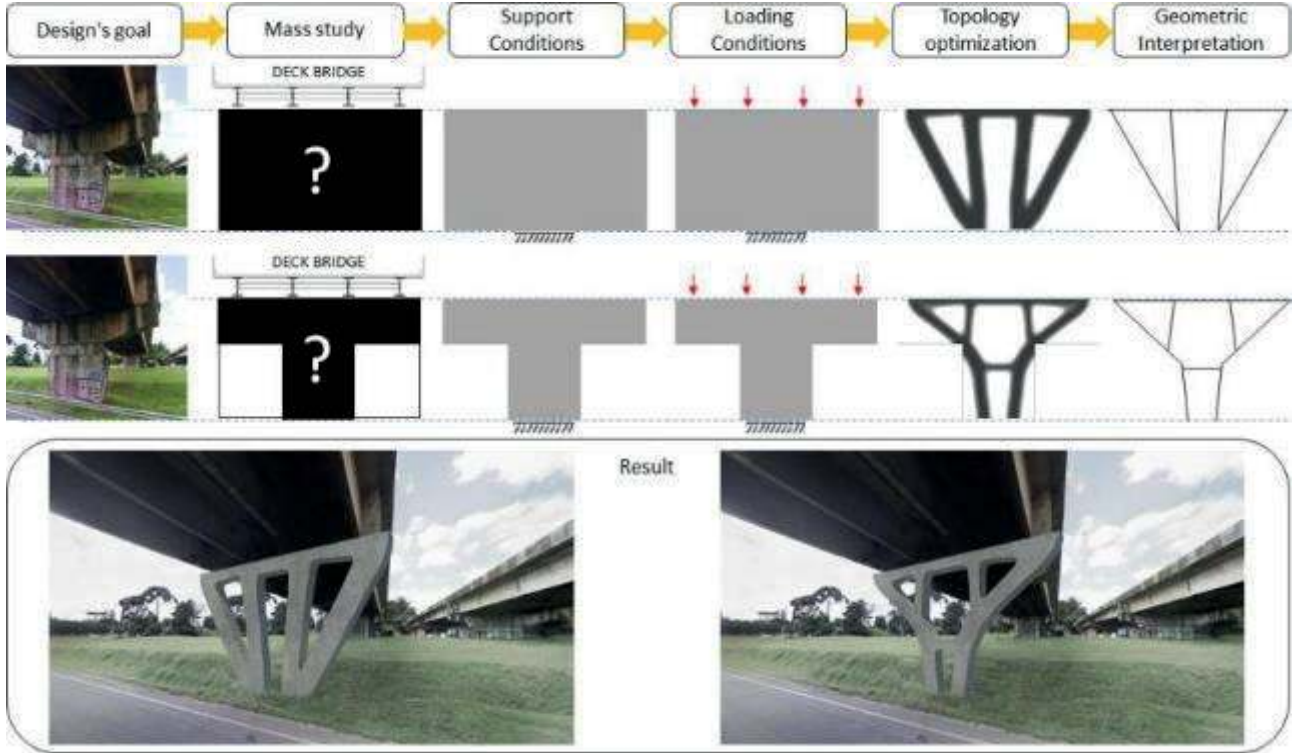 Design's goal
Mass study
Support
Conditions
Loading
Conditions
Topology
optimization
Geometric
Interpretation
DECK BRIDGE
?
DECK BRIDGE
?
Result